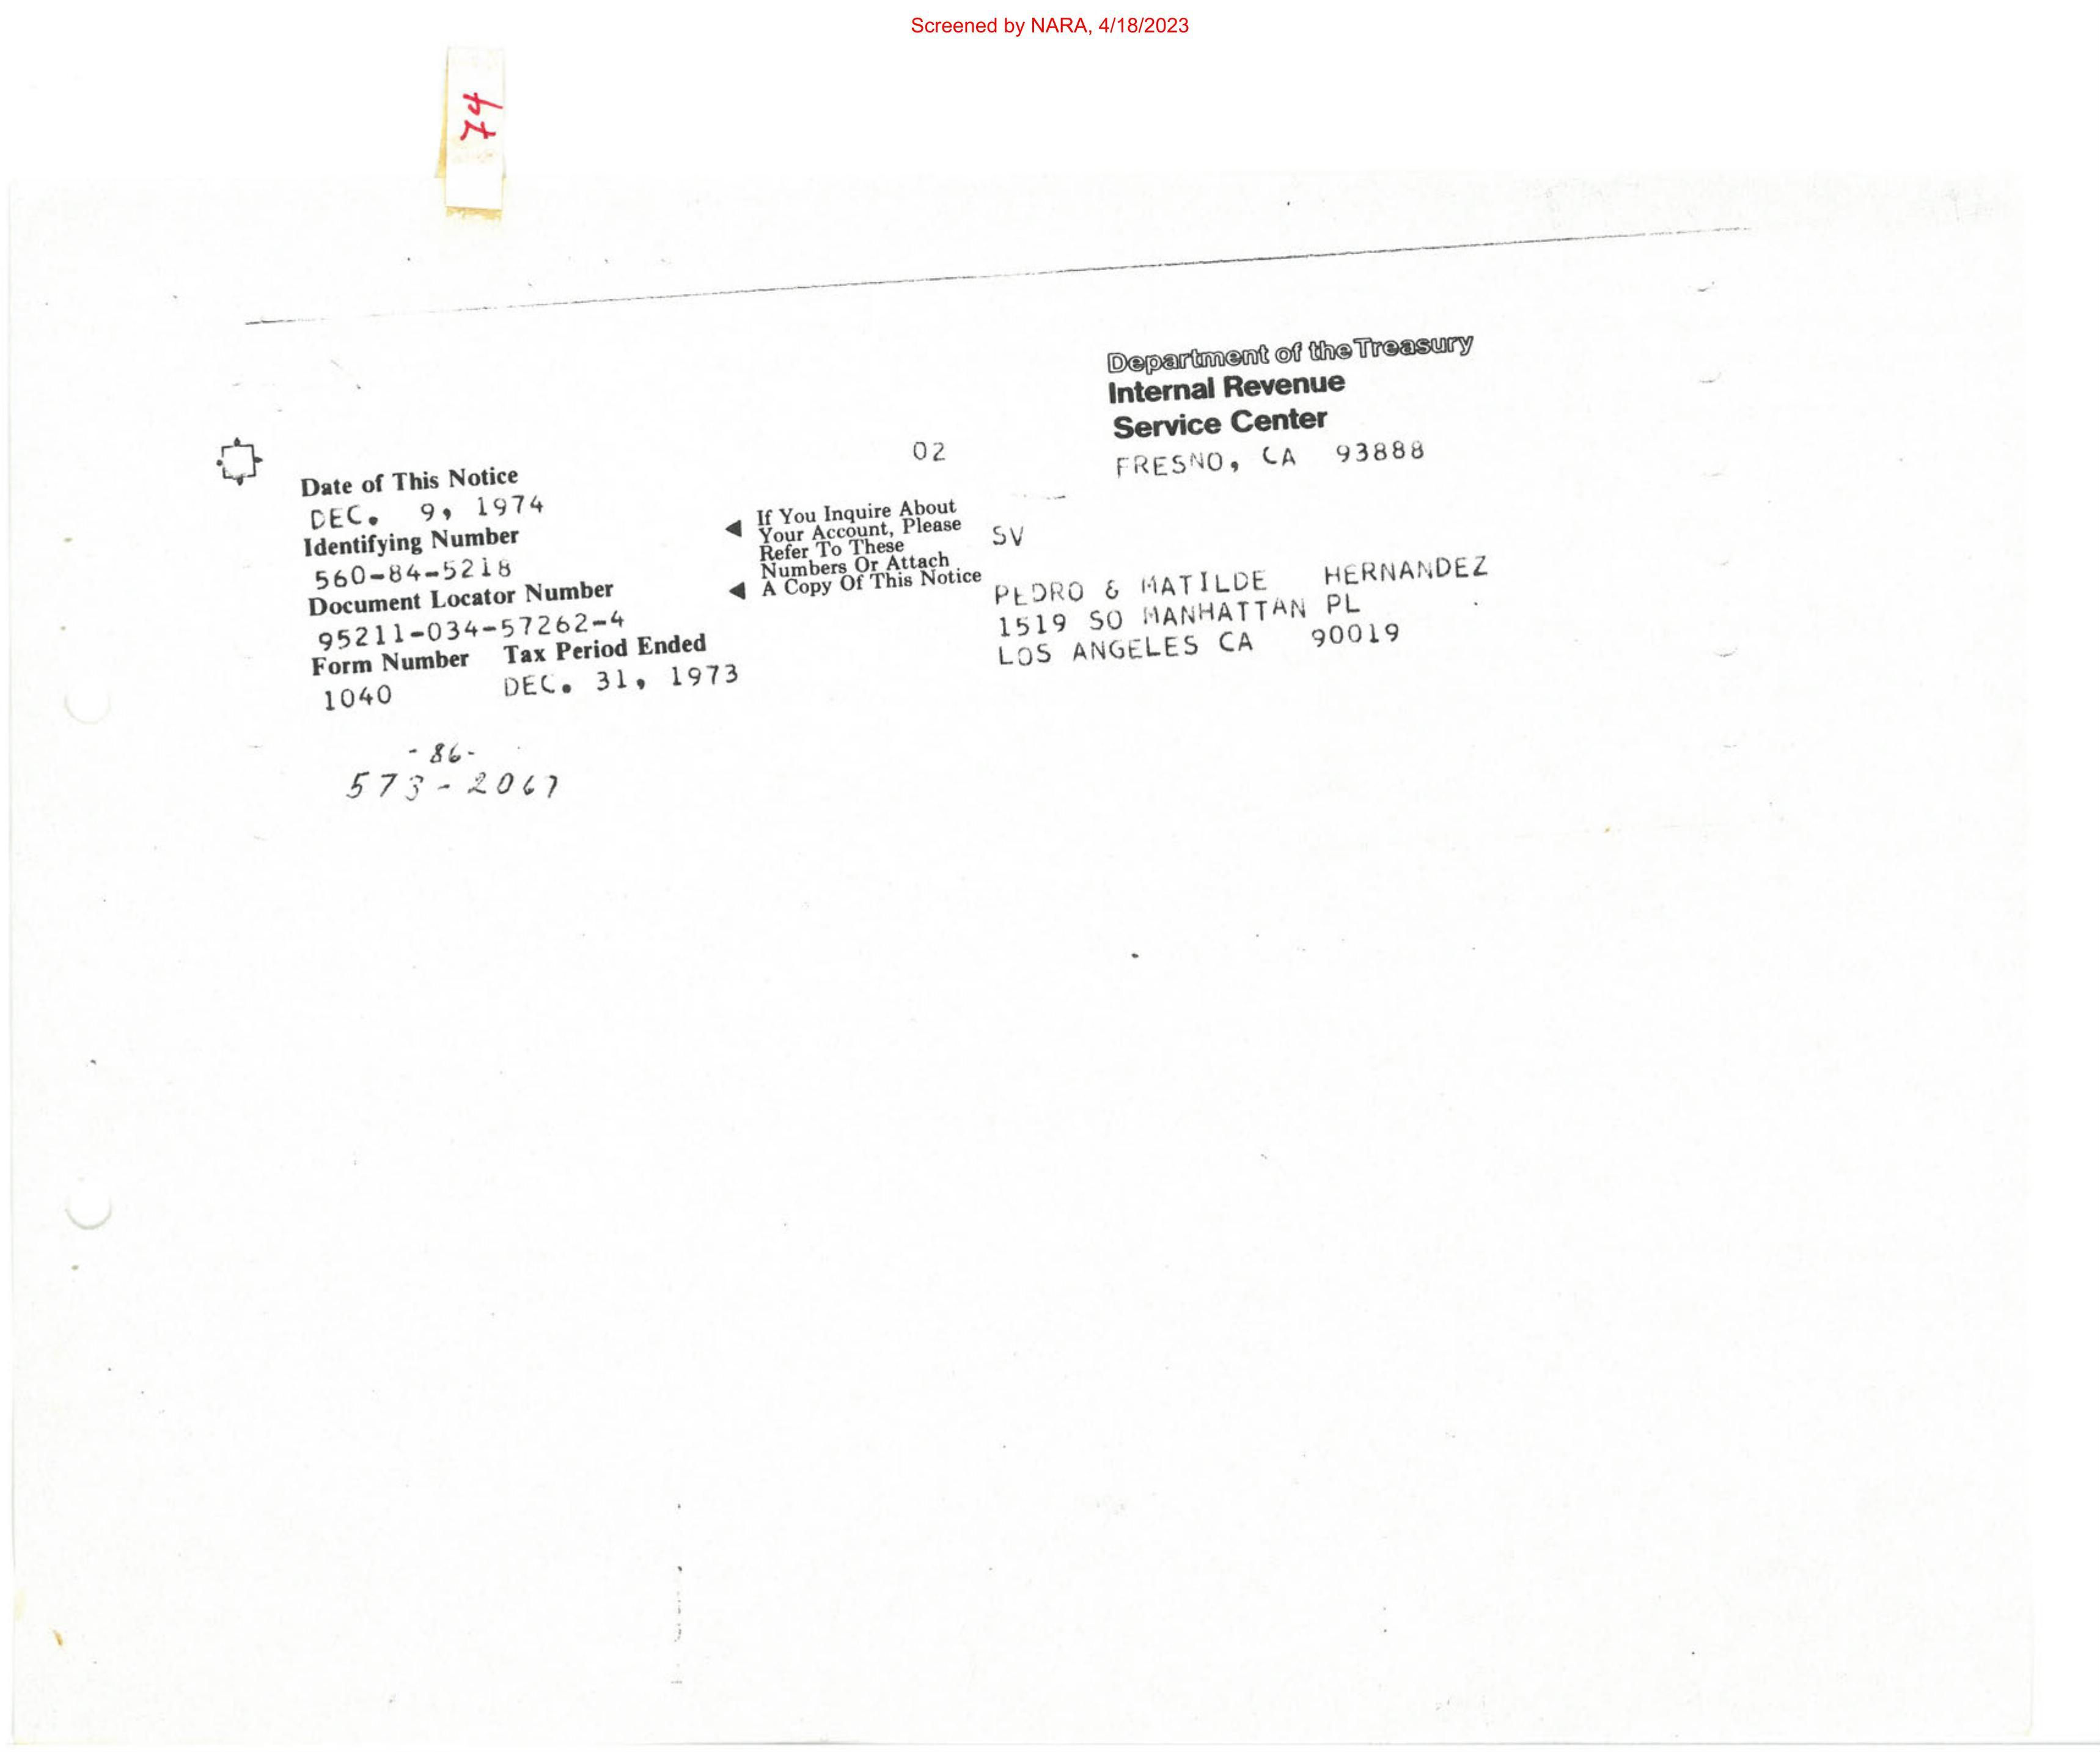 Screened by NARA, 4/18/2023
74
Department of the Treasury
Internal Revenue
Service Center
FRESNO, CA 93888
02
Date of This Notice
DEC. 9, 1974
Identifying Number
560-84-5218
Document Locator Number
95211-034-57262-4
Form Number Tax Period Ended
1040 DEC. 31, 1973
If You Inquire About
Your Account, Please
Refer To These
Numbers Or Attach
A Copy Of This Notice
SV
PEDRO & MATILDE HERNANDEZ
1519 SO MANHATTAN PL
LOS ANGELES CA 90019
- 86 -
573-2067